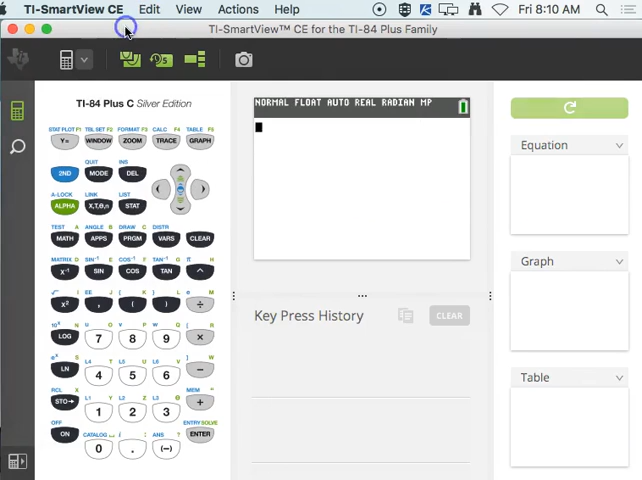 TI-SmartView CE Edit View Actions Help Fri 8:10 AM
TI-SmartView™ CE for the TI-84 Plus Family
TI-84 Plus C Silver Edition
NORMAL FLOAT AUTO REAL RADIAN MP
STAT PLOT F1 TBL SET F2 FORMAT F3 CALC F4 TABLE F5
Y= WINDOW ZOOM TRACE GRAPH
QUIT INS
2ND MODE DEL
A-LOCK LINK LIST
ALPHA X,T,θ,n STAT
TEST A ANGLE B DRAW C DISTR
MATH APPS PRGM VARS CLEAR
MATRIX D SIN⁻¹ E COS⁻¹ F TAN⁻¹ G π H
x⁻¹ SIN COS TAN ^
√ I EE J { K } L e M
x² , ( ) ÷
10ˣ N u O v P w Q [ R
LOG 7 8 9 ×
eˣ S L4 T L5 U L6 V ] W
LN 4 5 6 −
RCL X L1 Y L2 Z L3 θ MEM "
STO→ 1 2 3 +
OFF CATALOG i : ANS ? ENTRY SOLVE
ON 0 . (−) ENTER
Key Press History
CLEAR
Equation
Graph
Table